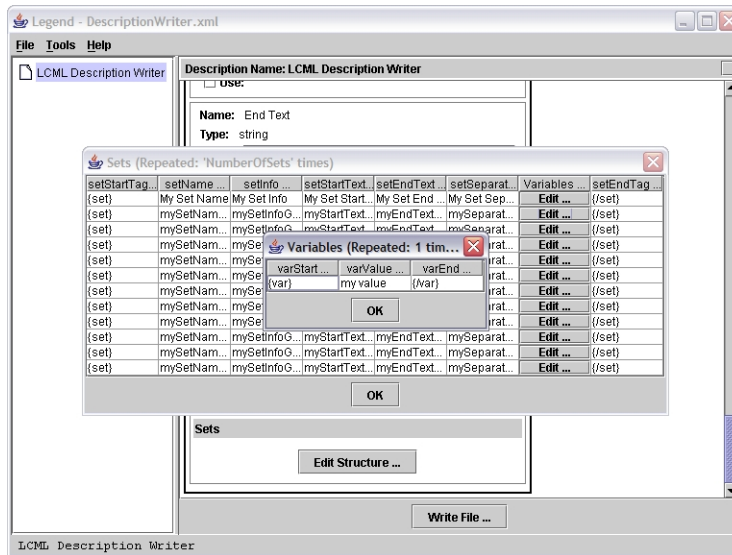 Legend - DescriptionWriter.xml
File Tools Help
LCML Description Writer
Description Name: LCML Description Writer
Use:
Name: End Text
Type: string
Sets (Repeated: 'NumberOfSets' times)
setStartTag... setName ... setInfo ... setStartText... setEndText ... setSeparat... Variables ... setEndTag ...
{set} My Set Name My Set Info My Set Start... My Set End ... My Set Sep... Edit ... {/set}
{set} mySetNam... mySetInfoG... myStartText... myEndText... mySeparat... Edit ... {/set}
{set} mySetNam... mySetInfoG... myStartText... myEndText... mySeparat... Edit ... {/set}
{set} mySetNam... Edit ... {/set}
{set} mySetNam... Edit ... {/set}
{set} mySetNam... Edit ... {/set}
{set} mySetNam... Edit ... {/set}
{set} mySetNam... Edit ... {/set}
{set} mySetNam... Edit ... {/set}
{set} mySetNam... mySetInfoG... myStartText... myEndText... mySeparat... Edit ... {/set}
{set} mySetNam... mySetInfoG... myStartText... myEndText... mySeparat... Edit ... {/set}
{set} mySetNam... mySetInfoG... myStartText... myEndText... mySeparat... Edit ... {/set}
Variables (Repeated: 1 tim...
varStart ... varValue ... varEnd ...
{var} my value {/var}
OK
OK
Sets
Edit Structure ...
Write File ...
LCML Description Writer